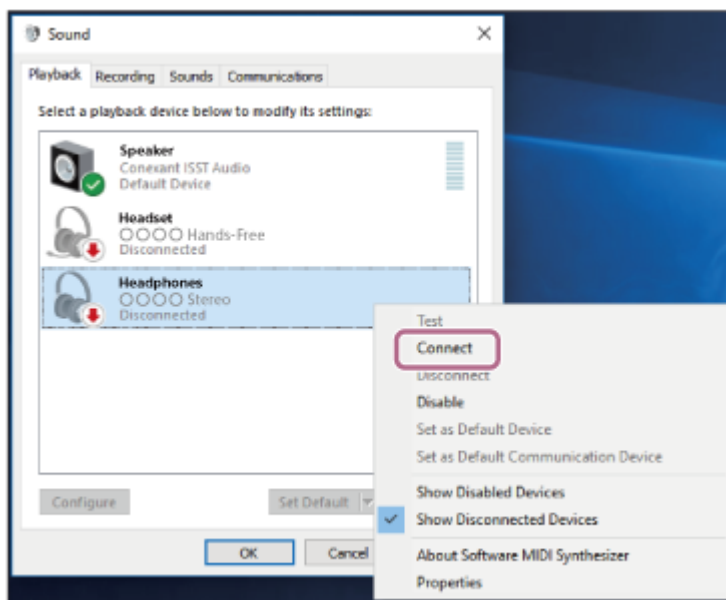 Sound
Playback Recording Sounds Communications
Select a playback device below to modify its settings:
Speaker
Conexant ISST Audio
Default Device
Headset
○○○○ Hands-Free
Disconnected
Headphones
○○○○ Stereo
Disconnected
Test
Connect
Disconnect
Disable
Set as Default Device
Set as Default Communication Device
Show Disabled Devices
Show Disconnected Devices
About Software MIDI Synthesizer
Properties
Configure Set Default
OK Cancel